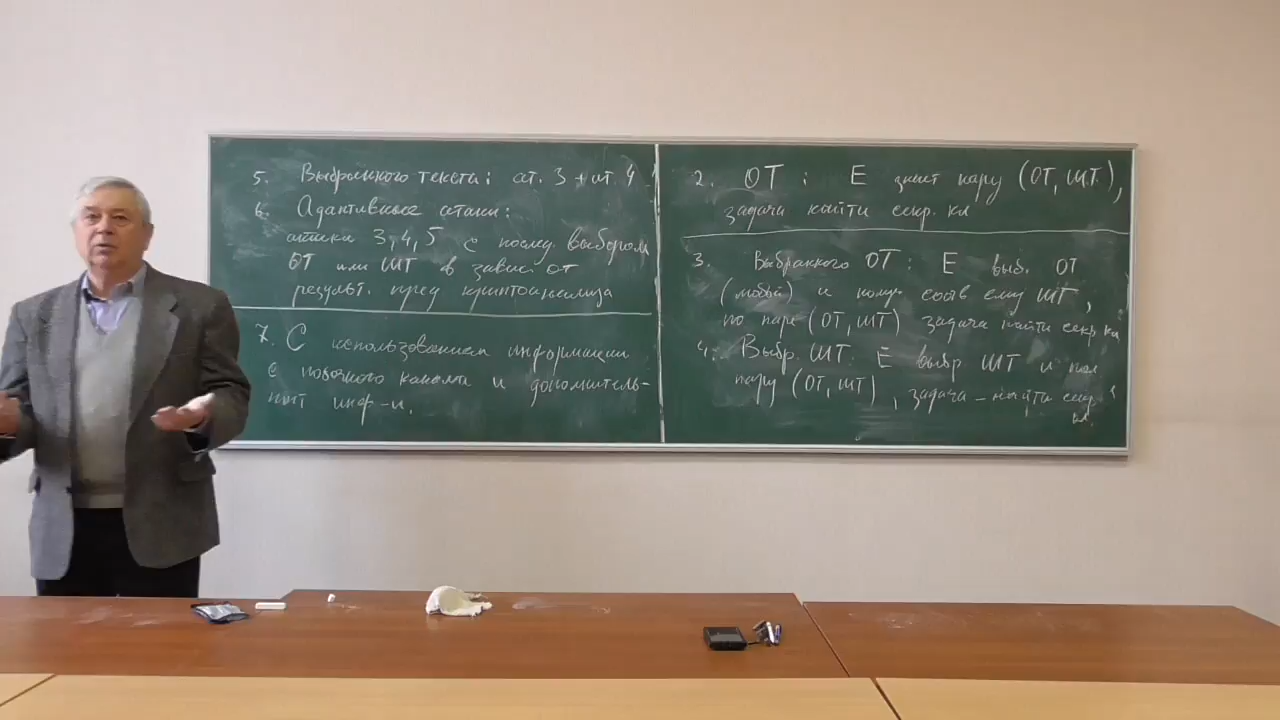 5. Выбранного текста: ат. 3 + ат. 4
6. Адаптивные атаки:
атаки 3, 4, 5 с послед. выбором
ОТ или ШТ в завис. от
результ. пред криптоанализа
7. С использованием информации
с побочного канала и дополнитель-
ной инф-и.
2. ОТ: Е знает пару (ОТ, ШТ),
задача найти секр. кл
3. Выбранного ОТ: Е выб. ОТ
(любой) и получ соотв ему ШТ,
по паре (ОТ, ШТ) задача найти секр. кл
4. Выбр. ШТ. Е выбр ШТ и пол
пару (ОТ, ШТ), задача - найти секр.
кл.